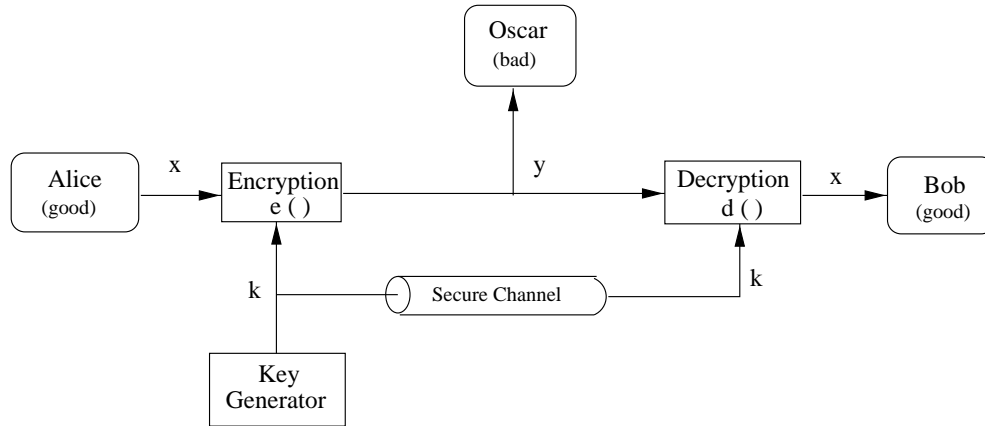 Oscar
(bad)
x
y
x
Alice
(good)
Encryption
e ( )
Decryption
d ( )
Bob
(good)
k
Secure Channel
k
Key
Generator